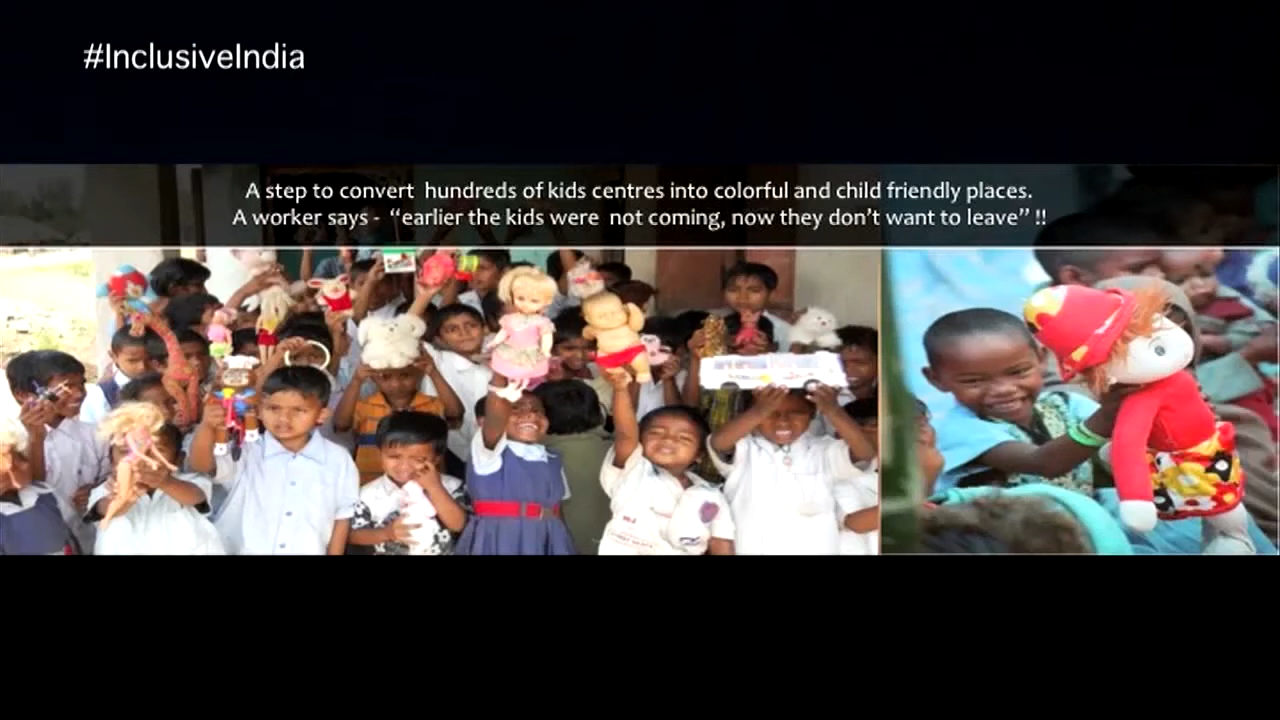 #InclusiveIndia
A step to convert hundreds of kids centres into colorful and child friendly places.
A worker says - “earlier the kids were not coming, now they don’t want to leave” !!